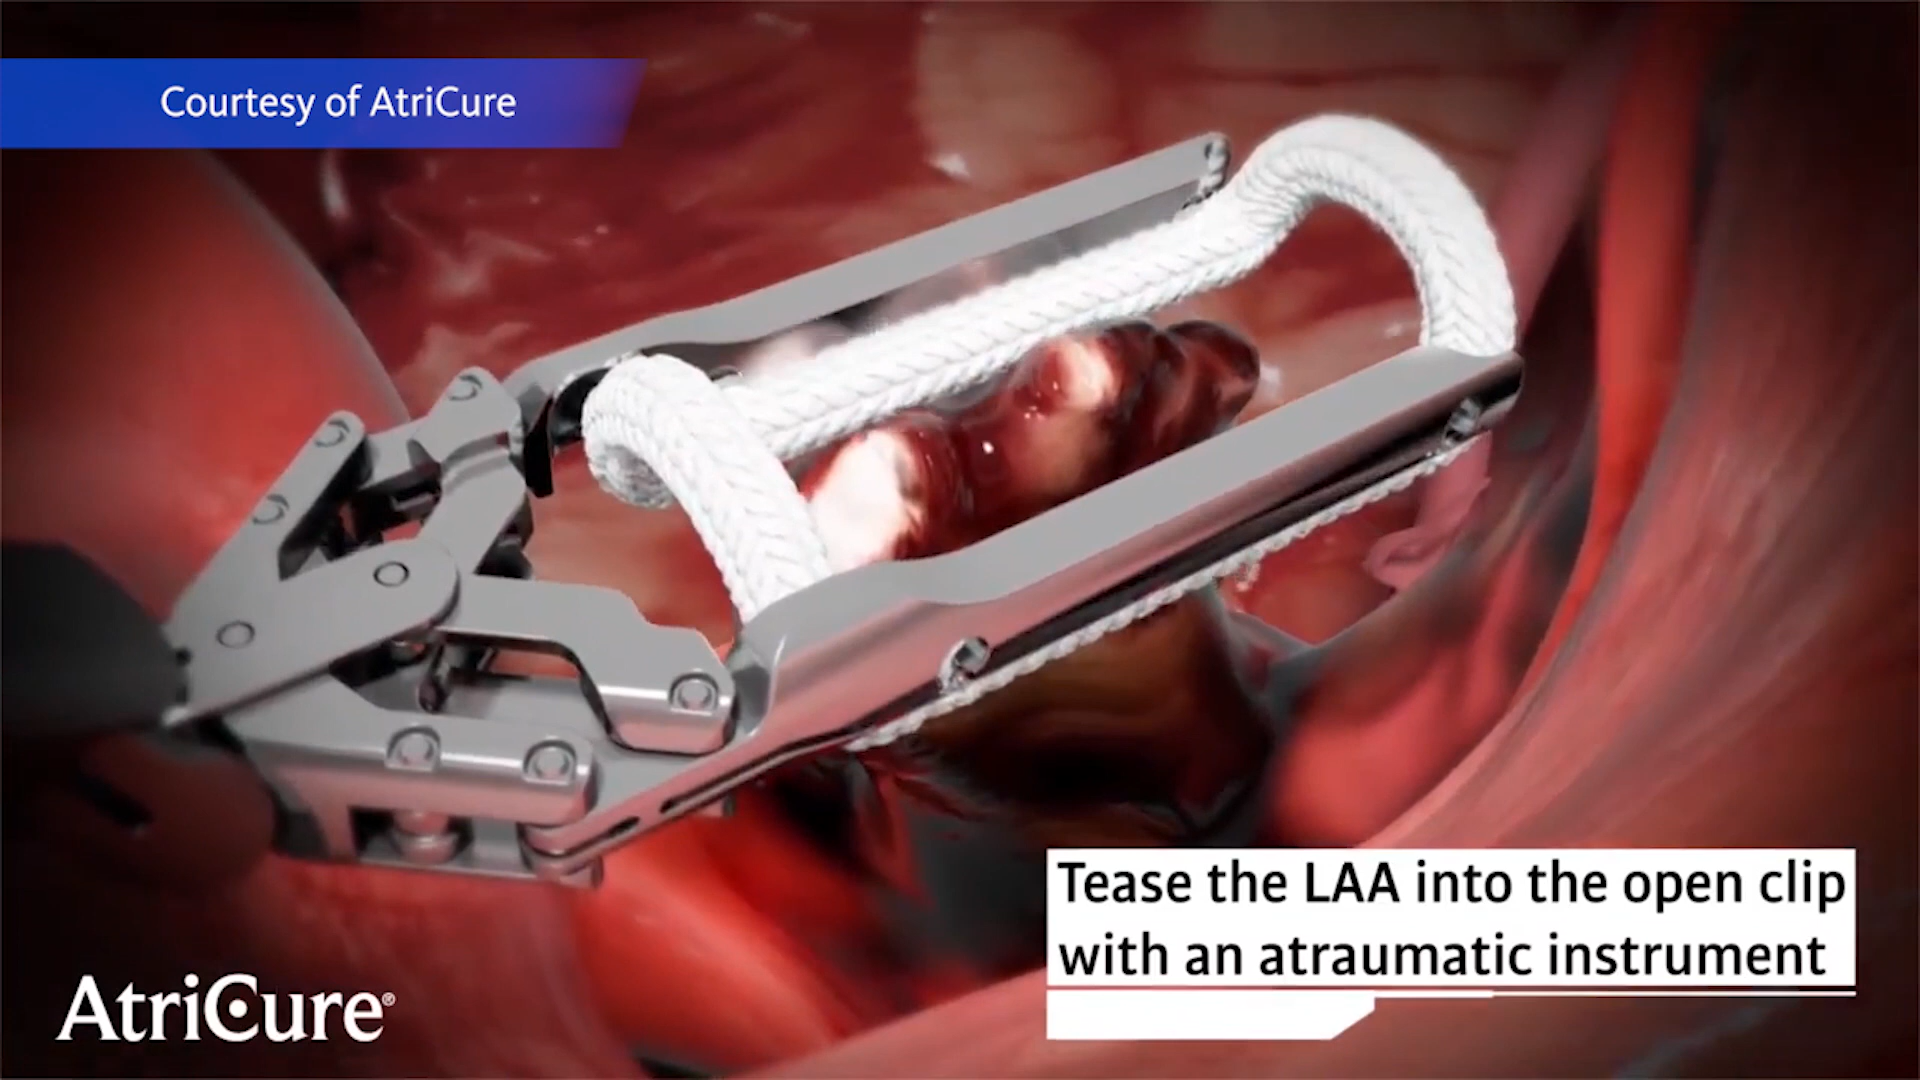 Courtesy of AtriCure
Tease the LAA into the open clip
with an atraumatic instrument
AtriCure®